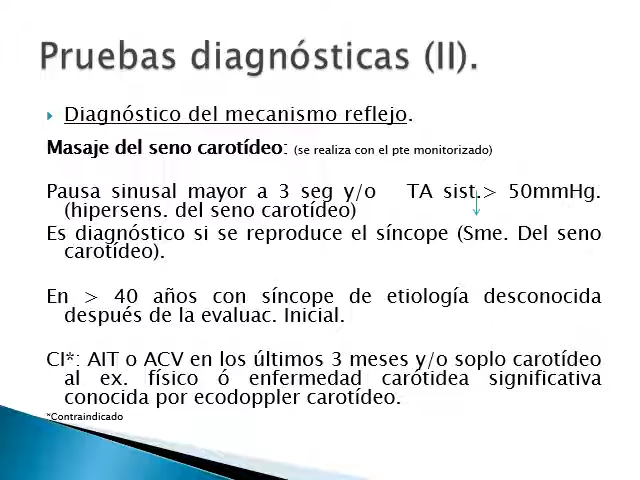 Pruebas diagnósticas (II).
Diagnóstico del mecanismo reflejo.
Masaje del seno carotídeo: (se realiza con el pte monitorizado)
Pausa sinusal mayor a 3 seg y/o TA sist.> 50mmHg.
(hipersens. del seno carotídeo)
Es diagnóstico si se reproduce el síncope (Sme. Del seno
carotídeo).
En > 40 años con síncope de etiología desconocida
después de la evaluac. Inicial.
CI*: AIT o ACV en los últimos 3 meses y/o soplo carotídeo
al ex. físico ó enfermedad carótidea significativa
conocida por ecodoppler carotídeo.
*Contraindicado